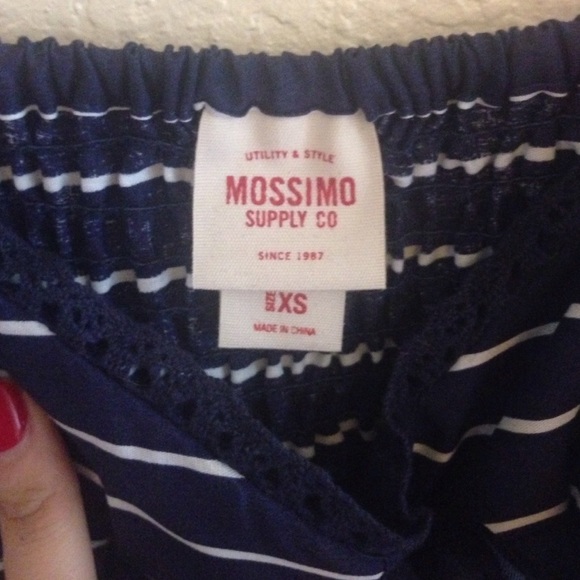 UTILITY & STYLE
MOSSIMO
SUPPLY CO
SINCE 1987
SIZE XS
MADE IN CHINA